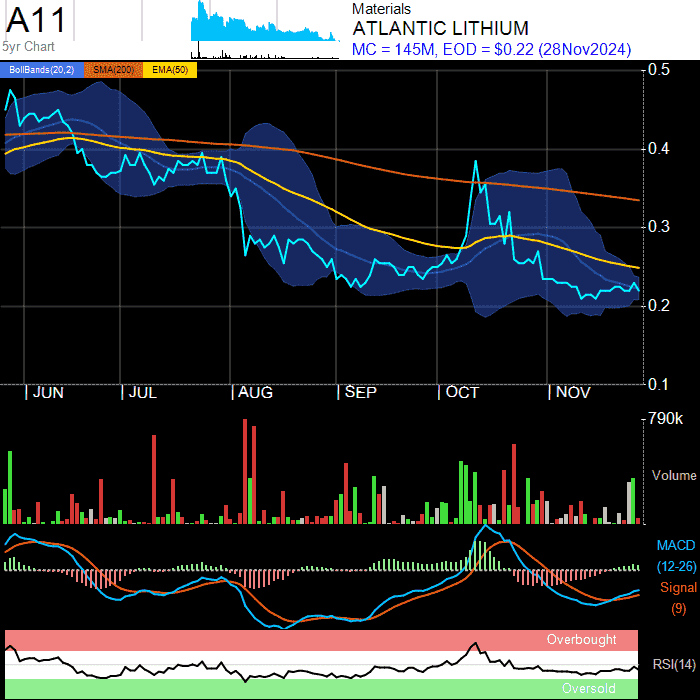 A11
5yr Chart
Materials
ATLANTIC LITHIUM
MC = 145M, EOD = $0.22 (28Nov2024)
BollBands(20,2) SMA(200) EMA(50)
0.5
0.4
0.3
0.2
0.1
JUN JUL AUG SEP OCT NOV
790k
Volume
MACD
(12-26)
Signal
(9)
Overbought
RSI(14)
Oversold